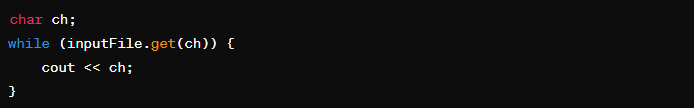 char ch;
while (inputFile.get(ch)) {
    cout << ch;
}